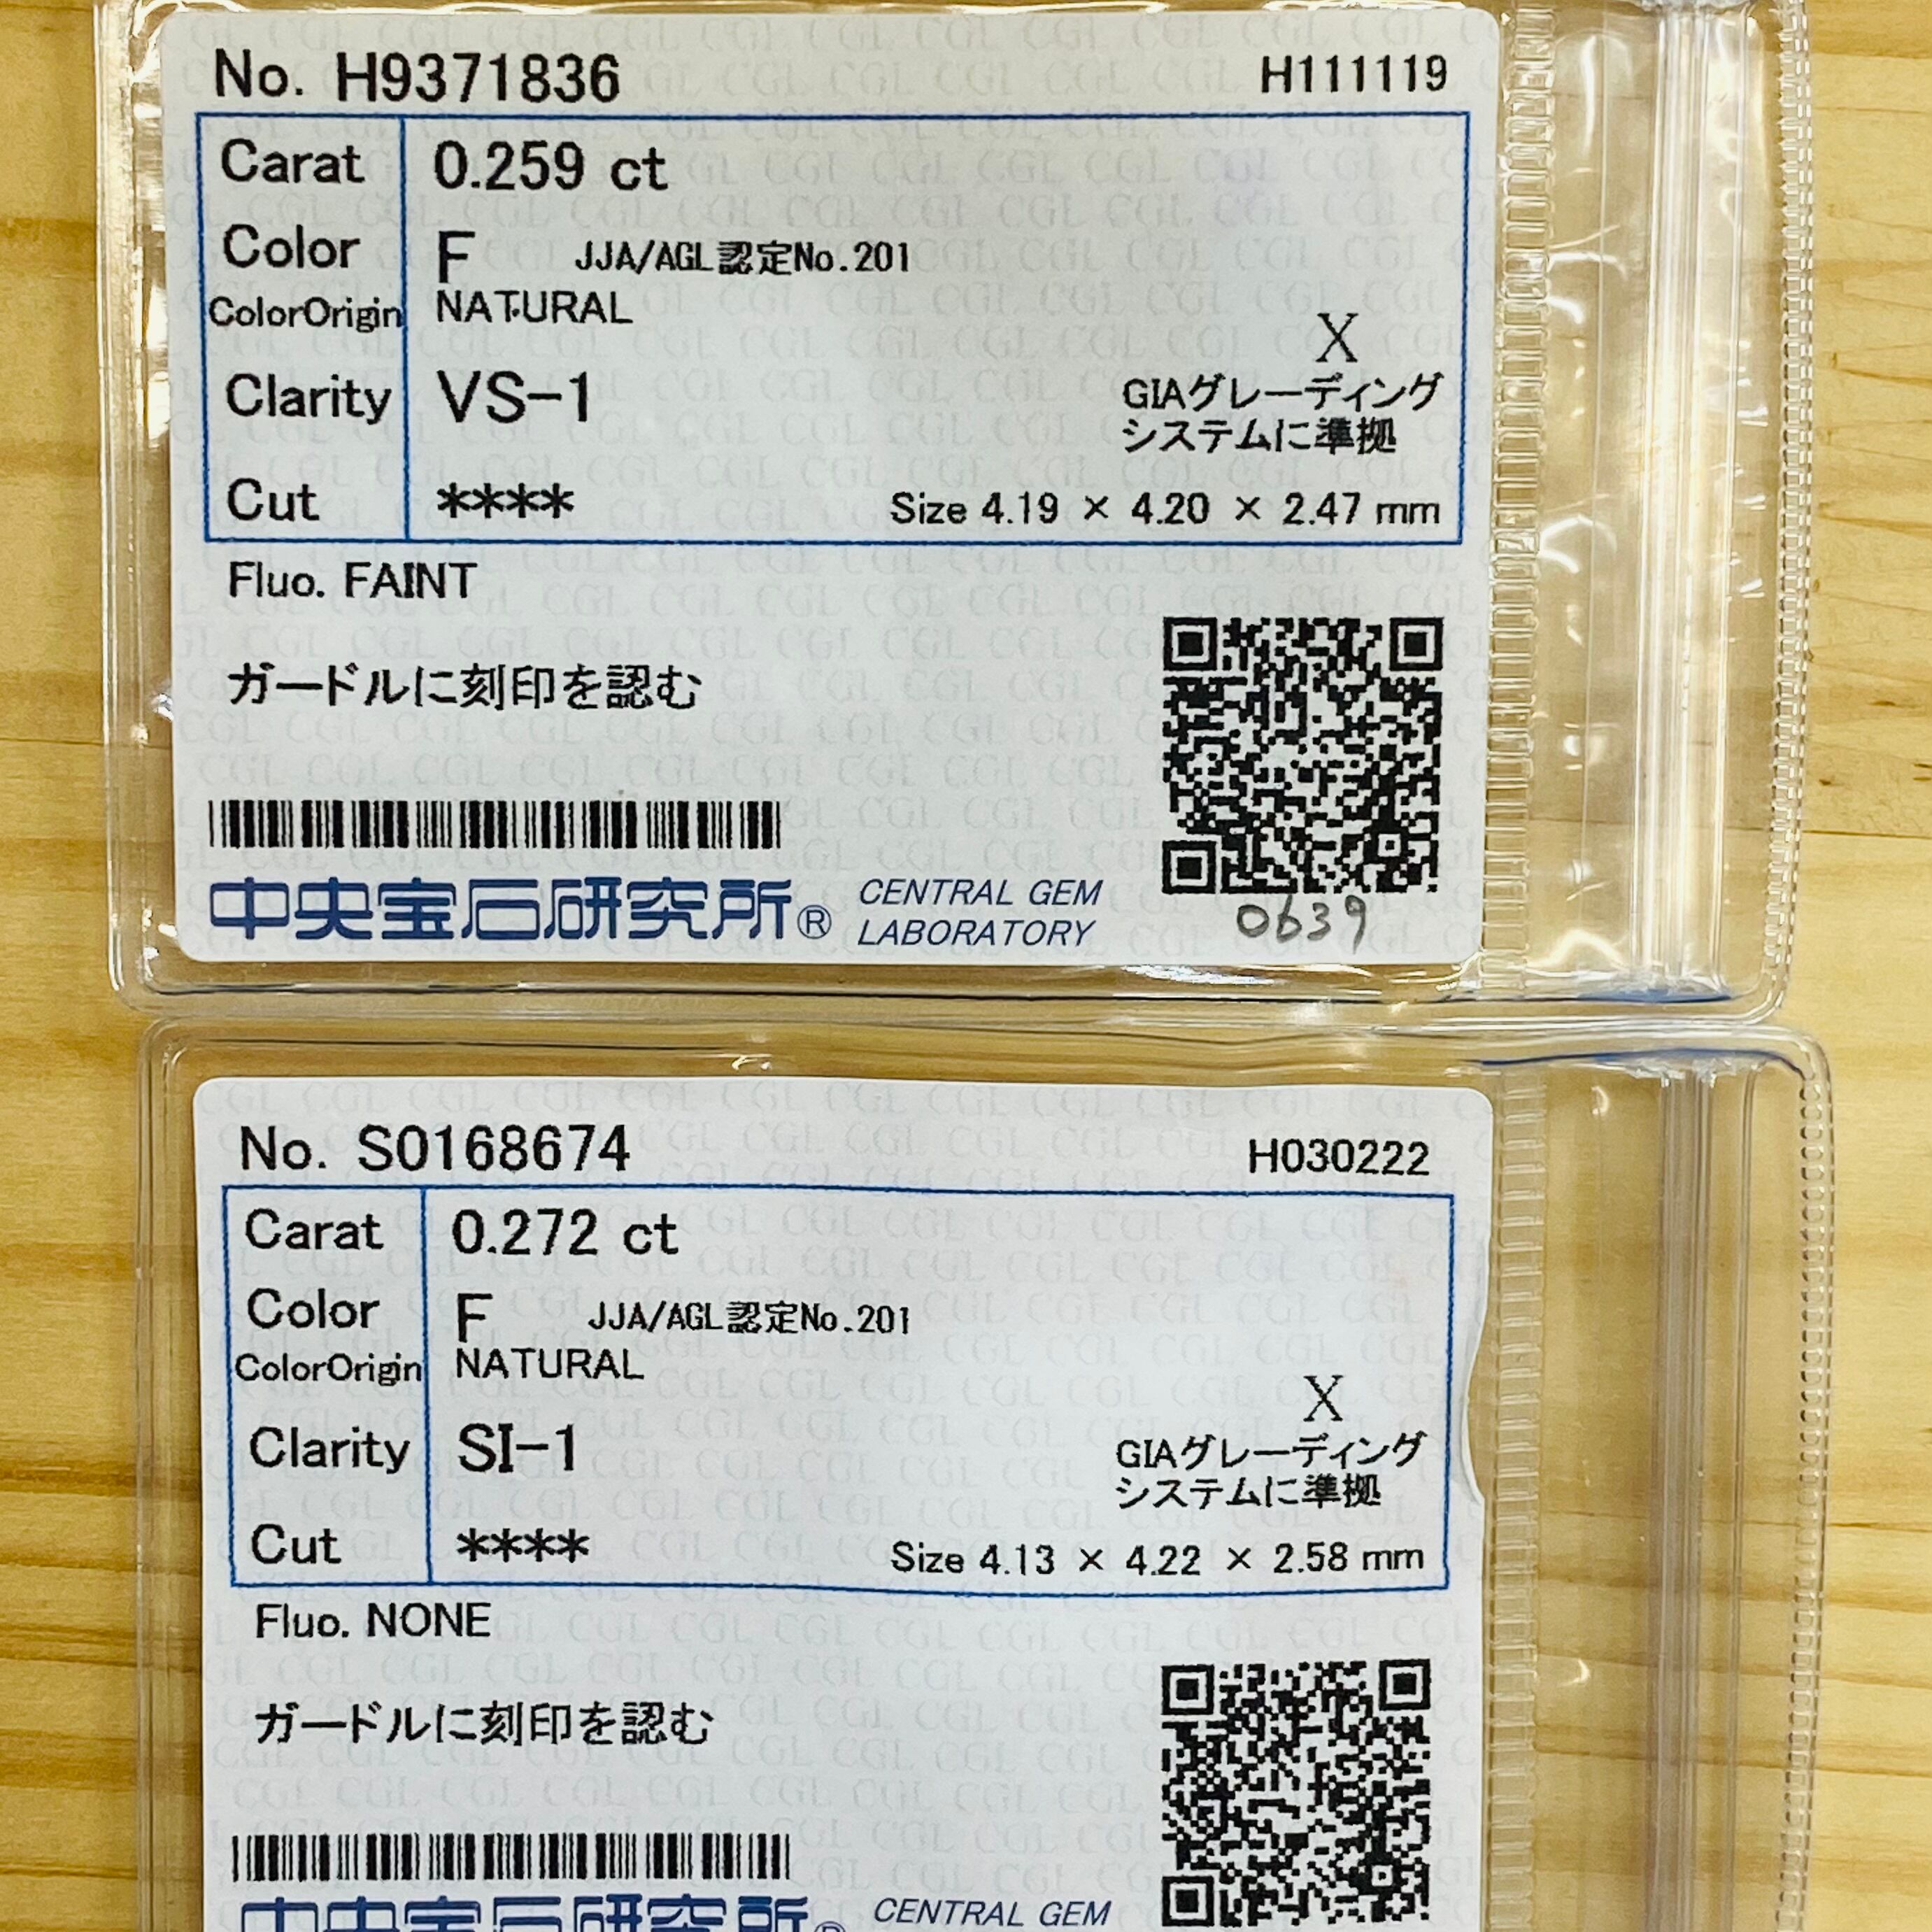 No. H9371836 H111119
Carat 0.259 ct
Color F JJA/AGL認定No.201
ColorOrigin NATURAL
X
Clarity VS-1 GIAグレーディング
システムに準拠
Cut **** Size 4.19 × 4.20 × 2.47 mm
Fluo. FAINT
ガードルに刻印を認む
中央宝石研究所® CENTRAL GEM
LABORATORY
0639
No. S0168674 H030222
Carat 0.272 ct
Color F JJA/AGL認定No.201
ColorOrigin NATURAL
X
Clarity SI-1 GIAグレーディング
システムに準拠
Cut **** Size 4.13 × 4.22 × 2.58 mm
Fluo. NONE
ガードルに刻印を認む
中央宝石研究所® CENTRAL GEM